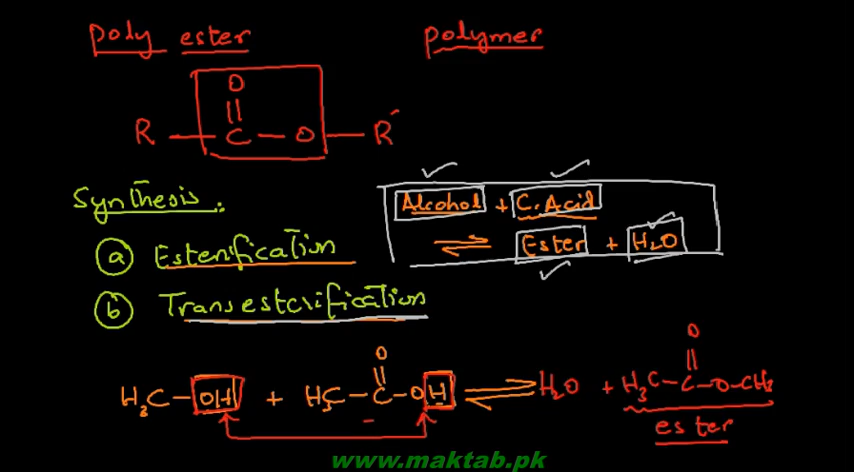 Poly ester
polymer
O
||
R — C — O — R'
Synthesis:
Alcohol + C. Acid
⇌ Ester + H2O
(a) Esterification
(b) Transesterification
O
||
H3C — OH + H3C — C — OH ⇌ H2O + H3C — C — O — CH3
O
||
ester
www.maktab.pk